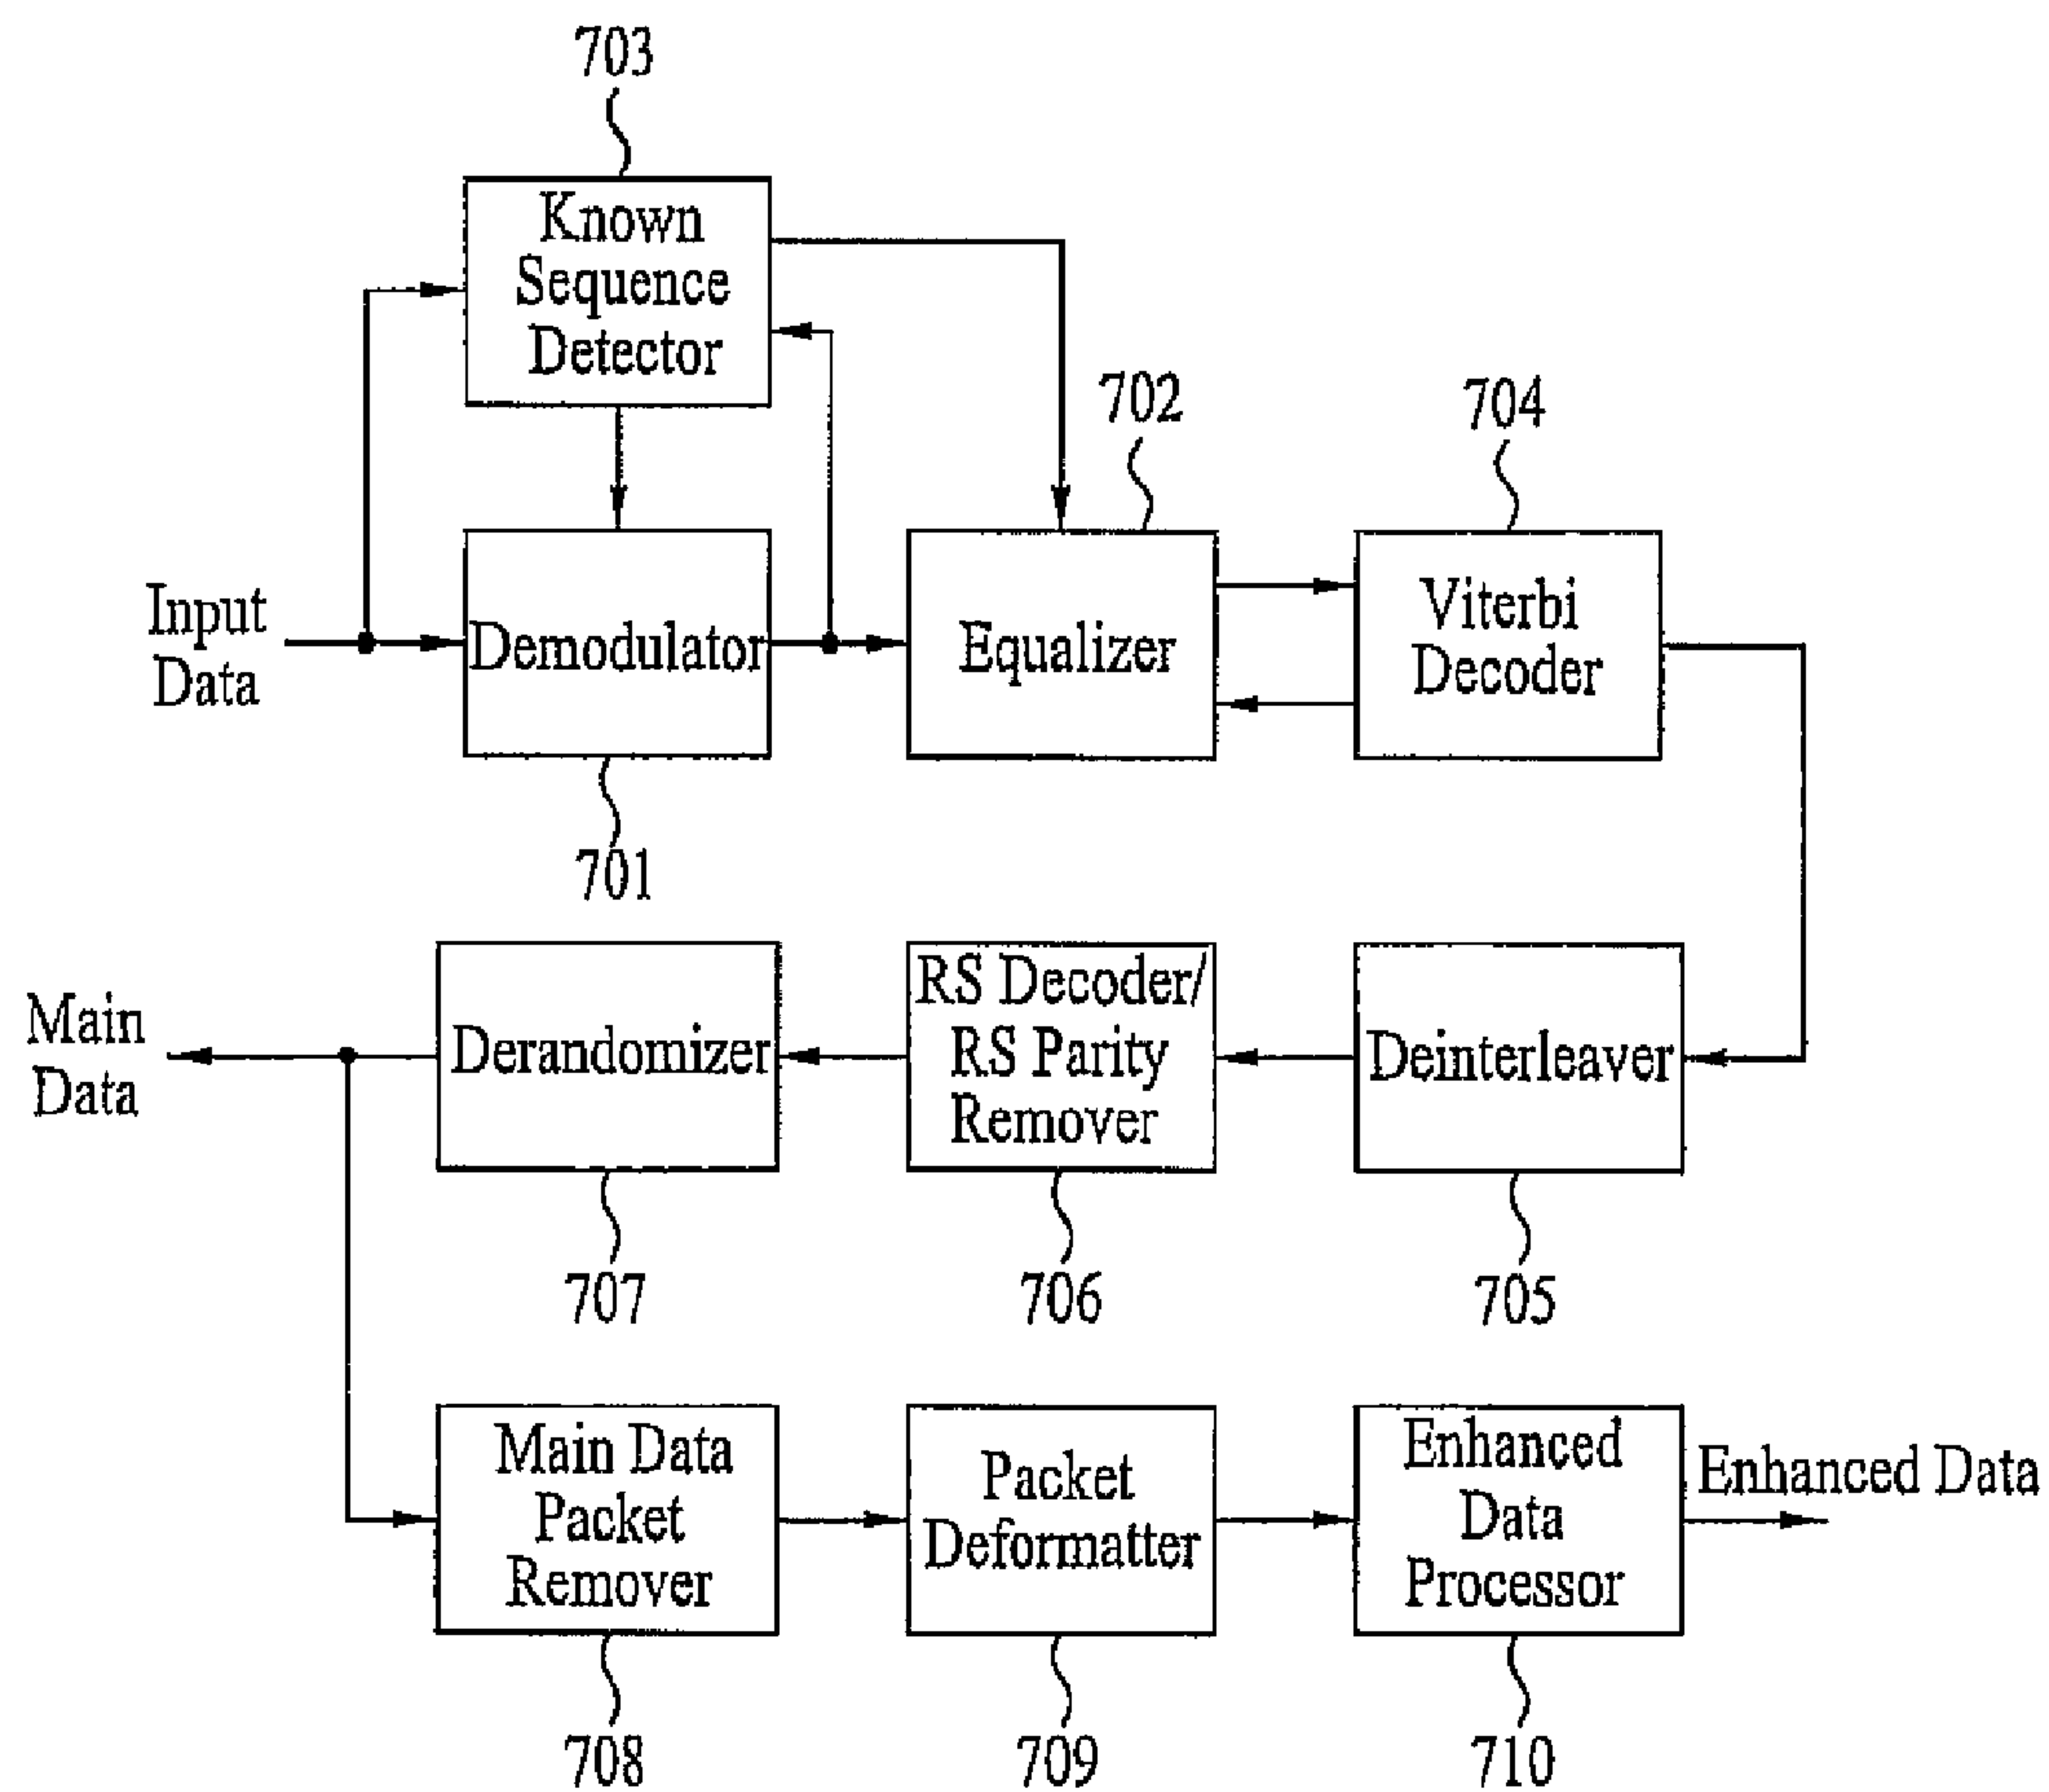 703
Known
Sequence
Detector
702
704
Input
Data
Demodulator
Equalizer
Viterbi
Decoder
701
Main
Data
Derandomizer
RS Decoder/
RS Parity
Remover
Deinterleaver
707
706
705
Main Data
Packet
Remover
Packet
Deformatter
Enhanced
Data
Processor
Enhanced Data
708
709
710